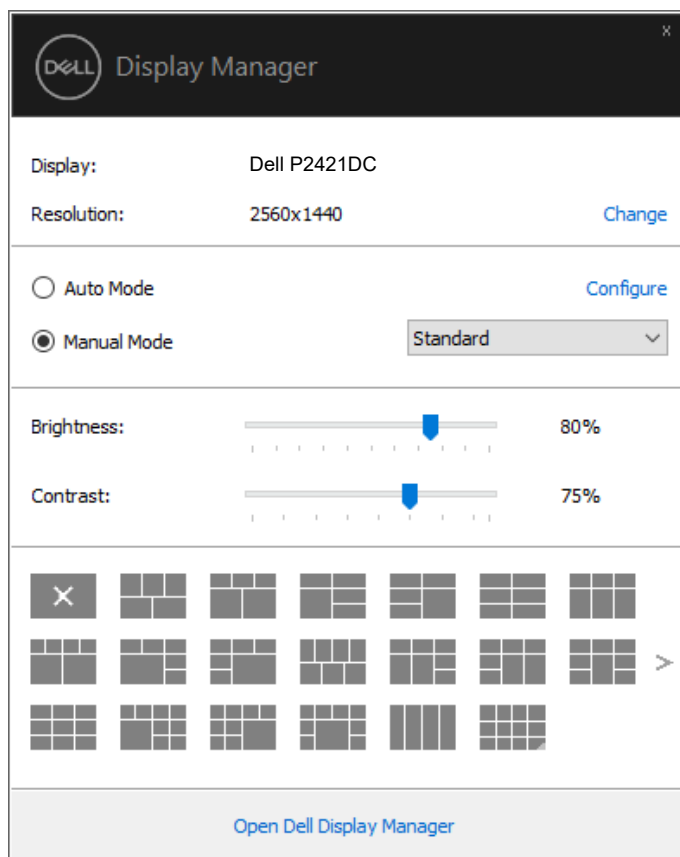 x
DELL Display Manager
Display: Dell P2421DC
Resolution: 2560x1440 Change
Auto Mode Configure
Manual Mode Standard
Brightness: 80%
Contrast: 75%
Open Dell Display Manager